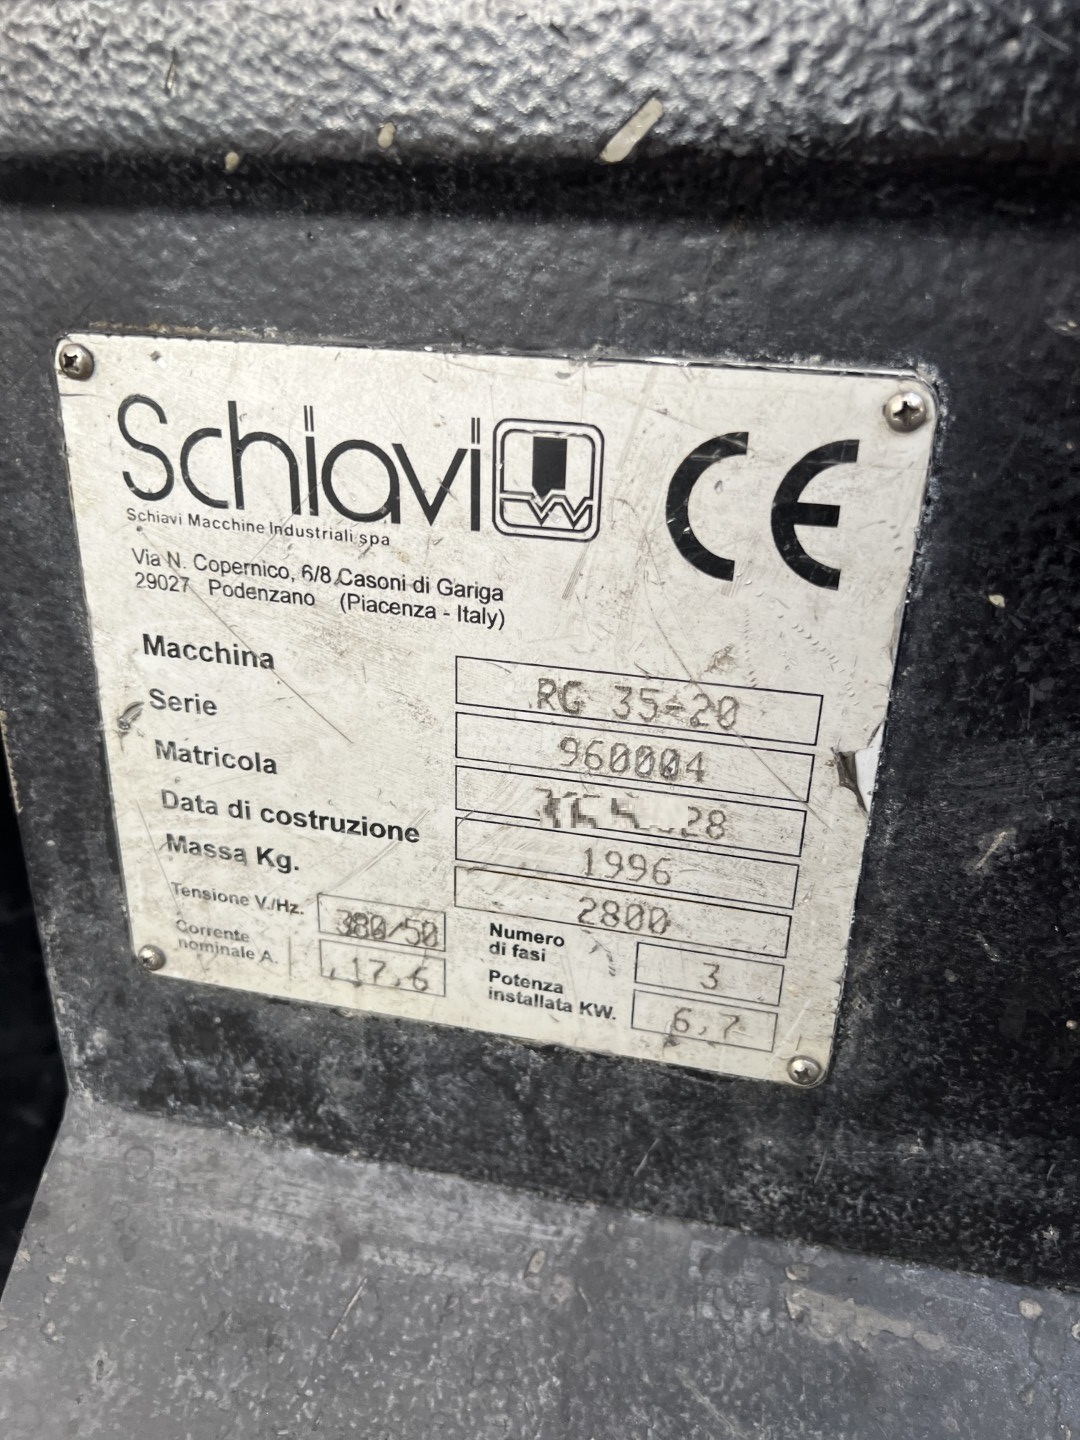 Schiavi
CE
Schiavi Macchine Industriali spa
Via N. Copernico, 6/8 Casoni di Gariga
29027 Podenzano (Piacenza - Italy)
Macchina RG 35-20
Serie 960004
Matricola
Data di costruzione 1996
Massa Kg. 2800
Tensione V./Hz. 380/50 Numero di fasi 3
Corrente nominale A. 17,6 Potenza installata KW. 6,7